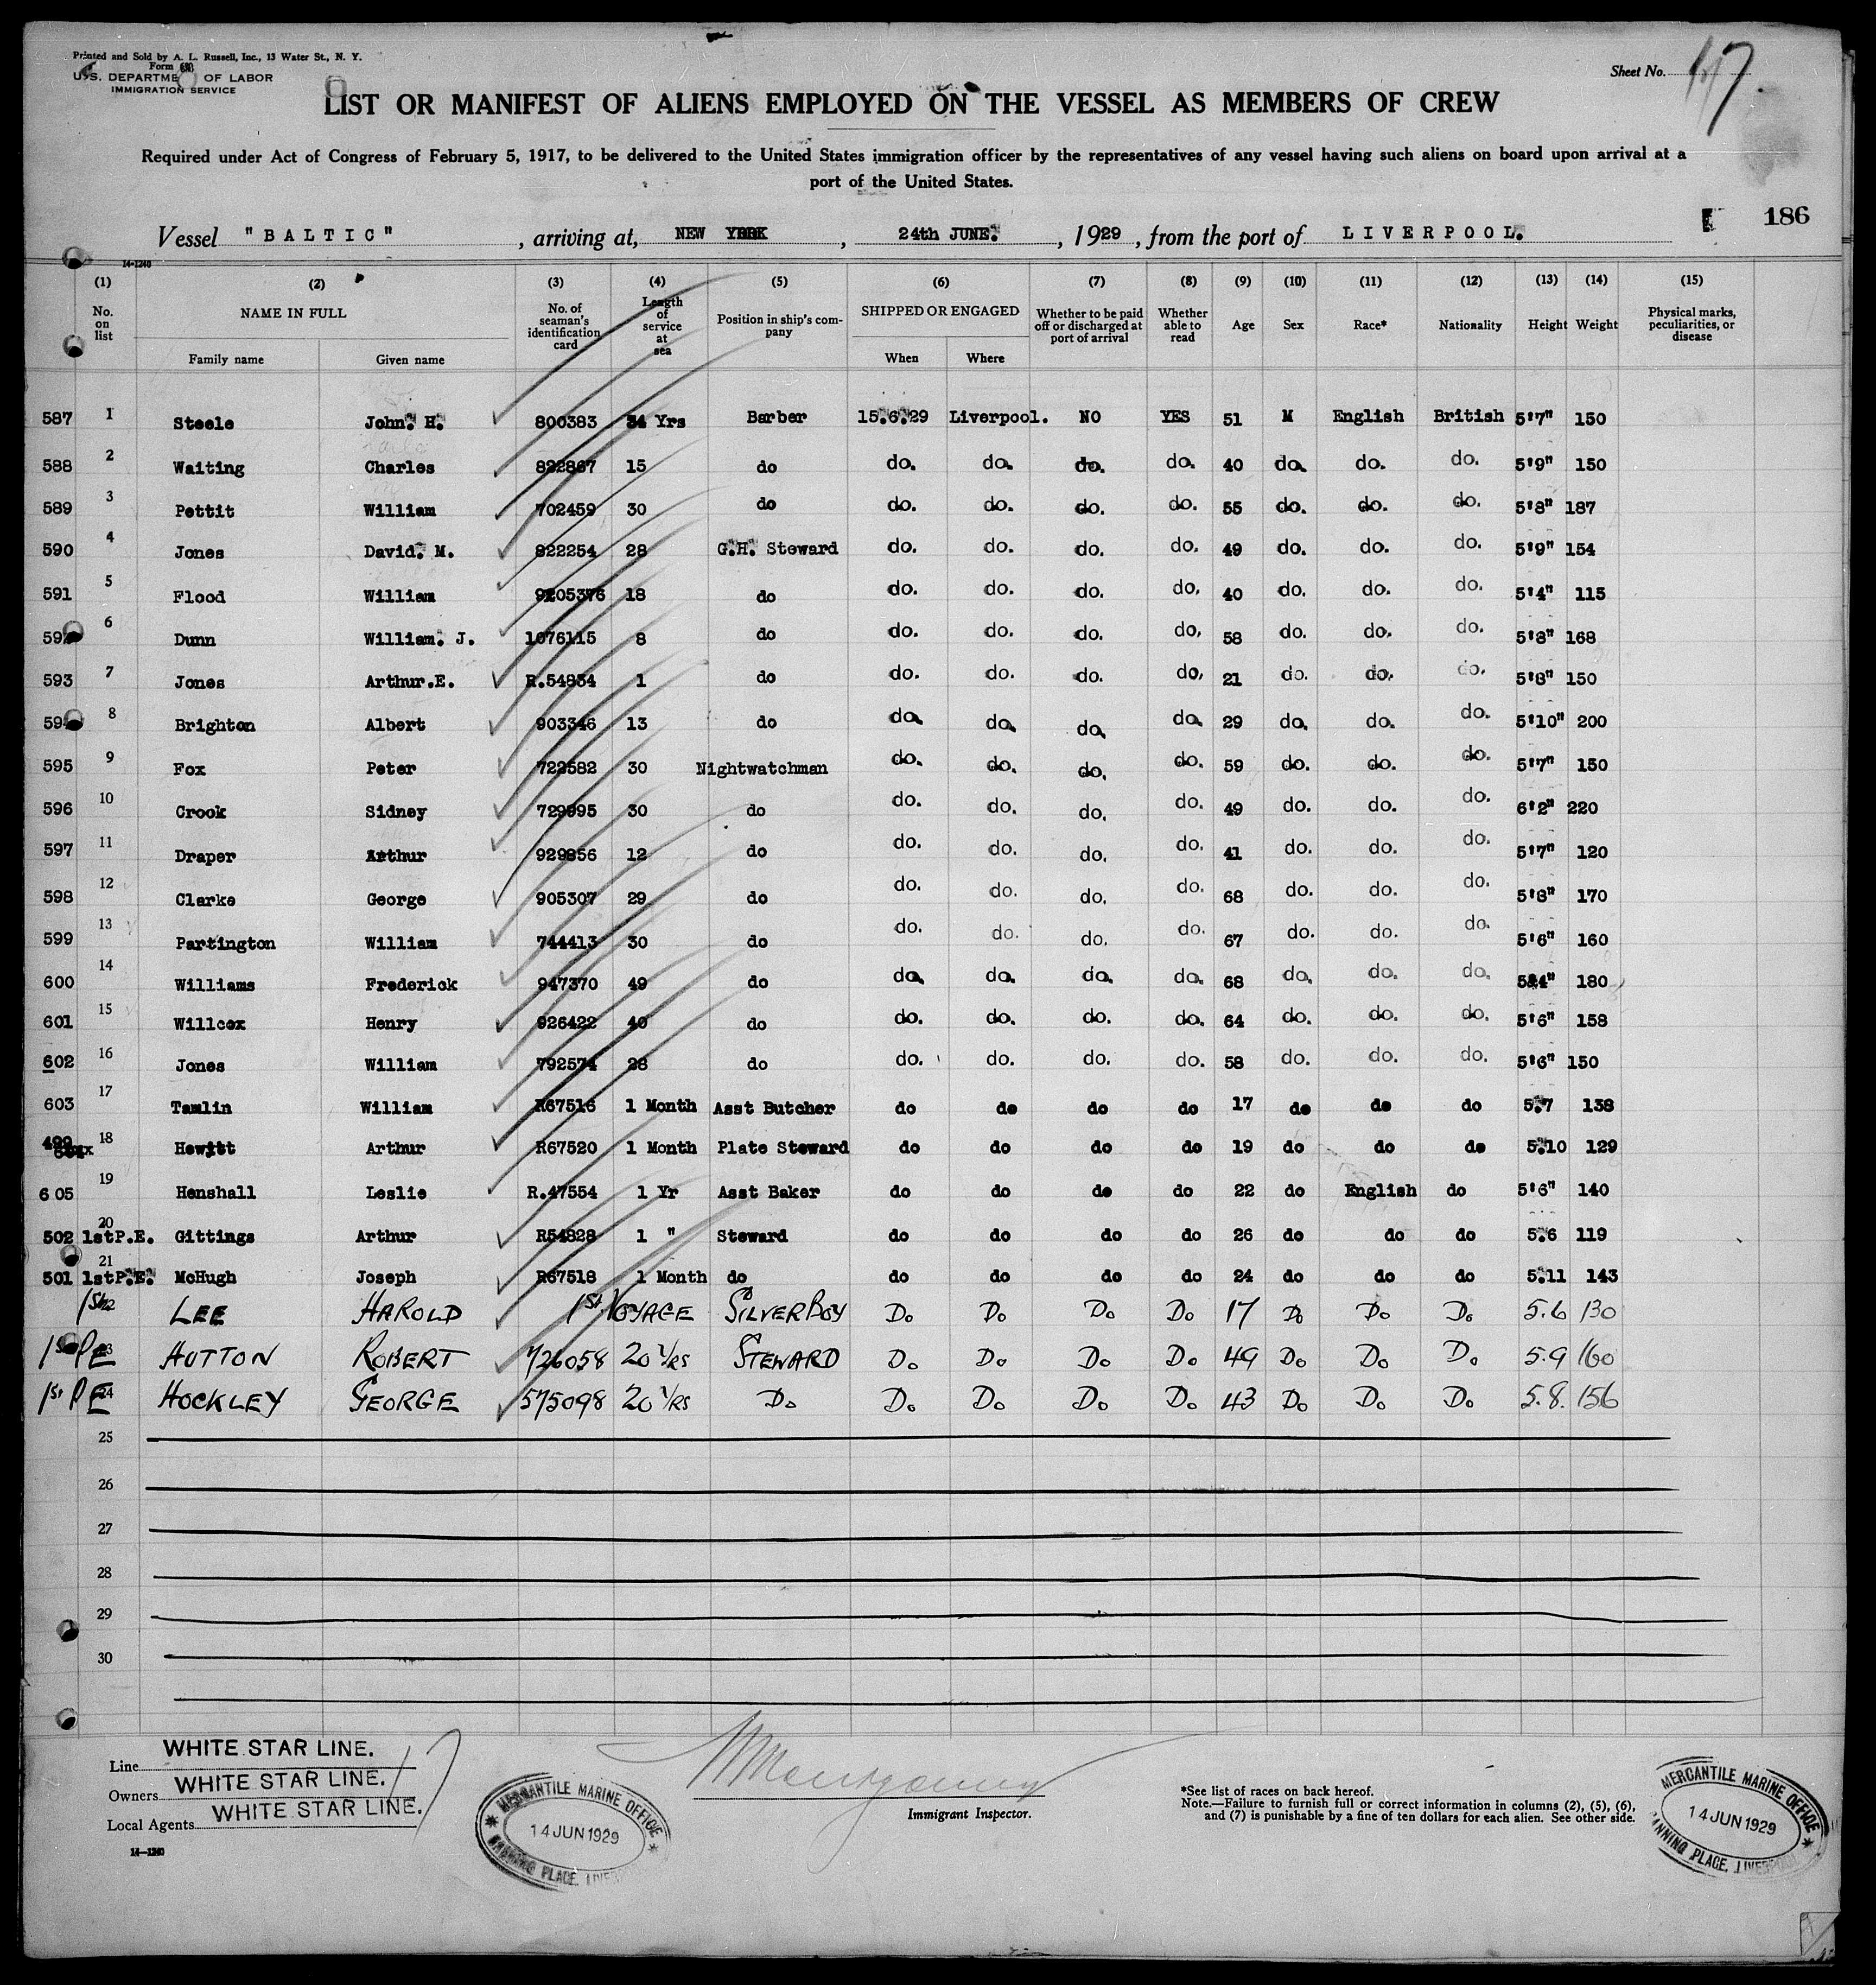 Printed and Sold by A. L. Russell, Inc., 13 Water St., N. Y.
Form 680
U.S. DEPARTMENT OF LABOR
IMMIGRATION SERVICE
Sheet No. 17
LIST OR MANIFEST OF ALIENS EMPLOYED ON THE VESSEL AS MEMBERS OF CREW
Required under Act of Congress of February 5, 1917, to be delivered to the United States immigration officer by the representatives of any vessel having such aliens on board upon arrival at a
port of the United States.
186
Vessel "BALTIC", arriving at, NEW YORK, 24th JUNE., 1929, from the port of LIVERPOOL.
14-1240
(1) (2) (3) (4) (5) (6) (7) (8) (9) (10) (11) (12) (13) (14) (15)
No. on list NAME IN FULL Family name Given name No. of seaman's identification card Length of service at sea Position in ship's company SHIPPED OR ENGAGED When Where Whether to be paid off or discharged at port of arrival Whether able to read Age Sex Race* Nationality Height Weight Physical marks, peculiarities, or disease
587 1 Steele John. H. 800383 34 Yrs Barber 15.6.29 Liverpool. NO YES 51 M English British 5'7" 150
588 2 Waiting Charles 822867 15 do do. do. do. do. 40 do. do. do. 5'9" 150
589 3 Pettit William 702459 30 do do. do. do. do. 55 do. do. do. 5'8" 187
590 4 Jones David. M. 822254 28 G.H. Steward do. do. do. do. 49 do. do. do. 5'9" 154
591 5 Flood William 9205376 18 do do. do. do. do. 40 do. do. do. 5'4" 115
592 6 Dunn William. J. 1076115 8 do do. do. do. do. 58 do. do. do. 5'8" 168
593 7 Jones Arthur.E. R.54834 1 do do. do. do. do. 21 do. do. do. 5'8" 150
594 8 Brighton Albert 903346 13 do do. do. do. do. 29 do. do. do. 5'10" 200
595 9 Fox Peter 722582 30 Nightwatchman do. do. do. do. 59 do. do. do. 5'7" 150
596 10 Crook Sidney 729995 30 do do. do. do. do. 49 do. do. do. 6'2" 220
597 11 Draper Arthur 929856 12 do do. do. do. do. 41 do. do. do. 5'7" 120
598 12 Clarke George 905307 29 do do. do. do. do. 68 do. do. do. 5'8" 170
599 13 Partington William 744413 30 do do. do. do. do. 67 do. do. do. 5'6" 160
600 14 Williams Frederick 947370 49 do do. do. do. do. 68 do. do. do. 180
601 15 Willcox Henry 926422 40 do do. do. do. do. 64 do. do. do. 5'6" 158
602 16 Jones William 792574 28 do do. do. do. do. 58 do. do. do. 5'6" 150
603 17 Tamlin William R67516 1 Month Asst Butcher do do do do 17 do do do 5.7 138
499 18 Hewitt Arthur R67520 1 Month Plate Steward do do do do 19 do do do 5.10 129
605 19 Henshall Leslie R.47554 1 Yr Asst Baker do do do do 22 do English do 5'6" 140
502 1stP.E. 20 Gittings Arthur R54828 1 " Steward do do do do 26 do do do 5.6 119
501 1stP.E. 21 McHugh Joseph R67518 1 Month do do do do do 24 do do do 5.11 143
1st 22 LEE HAROLD 1st VOYAGE SILVER BOY Do Do Do Do 17 Do Do Do 5.6 130
1st PE 23 HUTTON ROBERT 726058 20 YRS STEWARD Do Do Do Do 49 Do Do Do 5.9 160
1st PE 24 HOCKLEY GEORGE 575098 20 YRS Do Do Do Do Do 43 Do Do Do 5.8. 156
25
26
27
28
29
30
Line WHITE STAR LINE.
Owners WHITE STAR LINE.
Local Agents WHITE STAR LINE.
17
14-1240
MERCANTILE MARINE OFFICE
14 JUN 1929
CANNING PLACE, LIVERPOOL
Montgomery
Immigrant Inspector.
*See list of races on back hereof.
Note.—Failure to furnish full or correct information in columns (2), (5), (6),
and (7) is punishable by a fine of ten dollars for each alien. See other side.
MERCANTILE MARINE OFFICE
14 JUN 1929
CANNING PLACE, LIVERPOOL